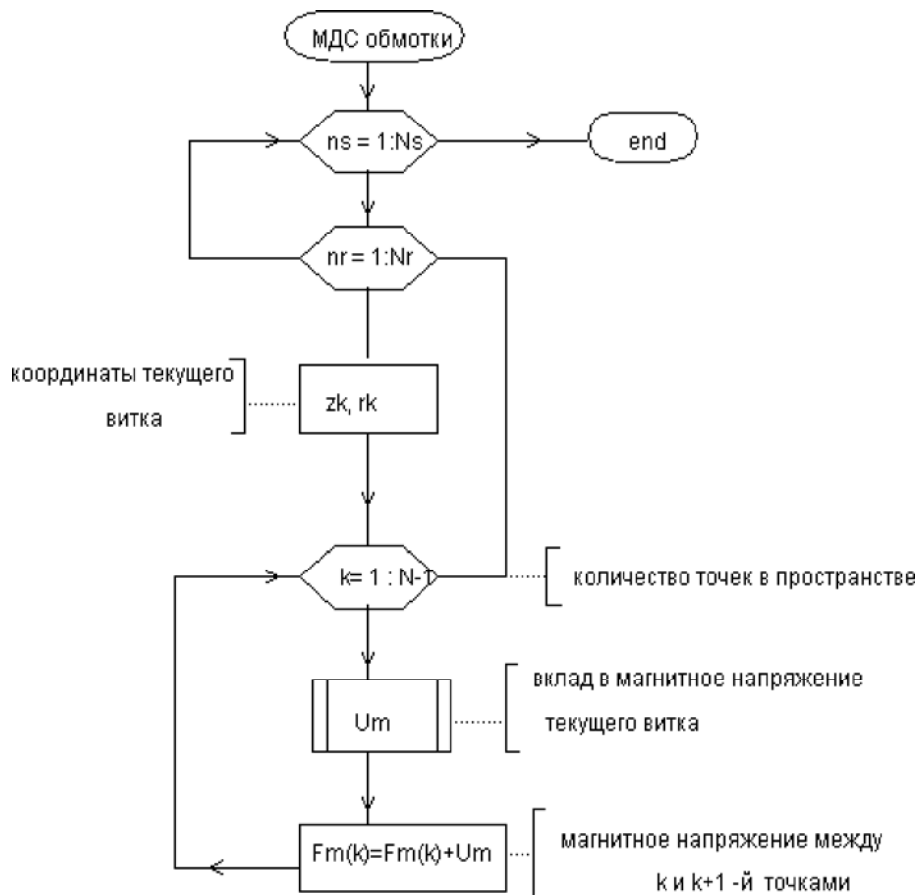 МДС обмотки
ns = 1:Ns
end
nr = 1:Nr
координаты текущего
витка
zk, rk
k= 1 : N-1
количество точек в пространстве
вклад в магнитное напряжение
текущего витка
Um
Fm(k)=Fm(k)+Um
магнитное напряжение между
k и k+1 -й точками